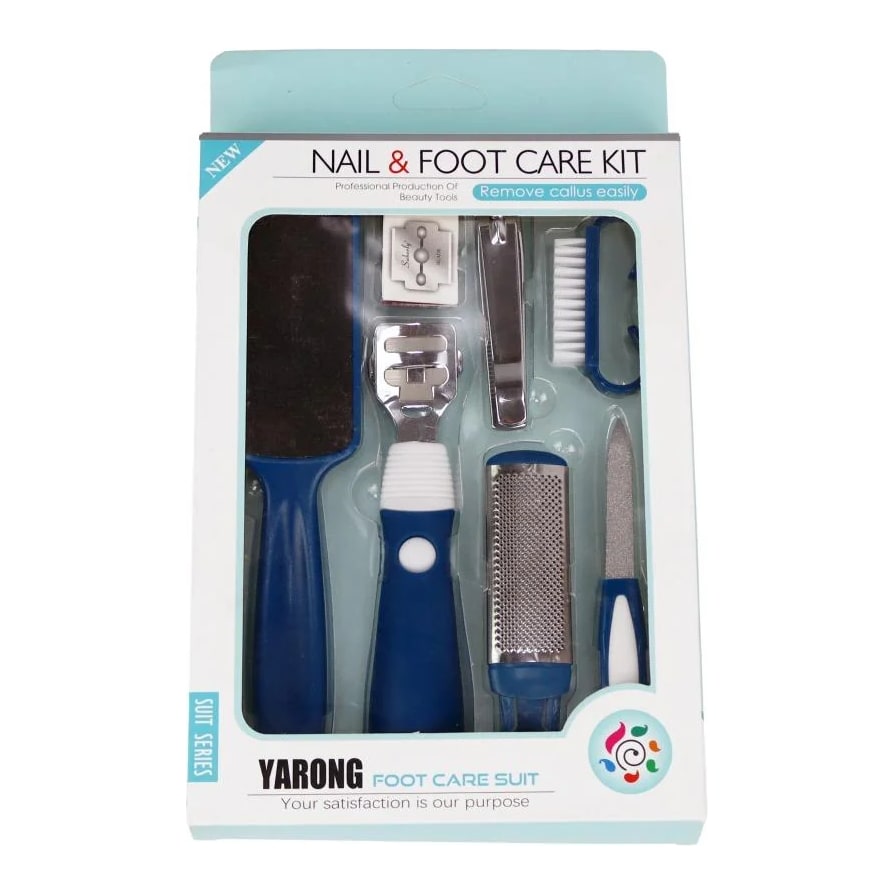 NEW
NAIL & FOOT CARE KIT
Professional Production Of
Beauty Tools
Remove callus easily
SUIT SERIES
YARONG FOOT CARE SUIT
Your satisfaction is our purpose